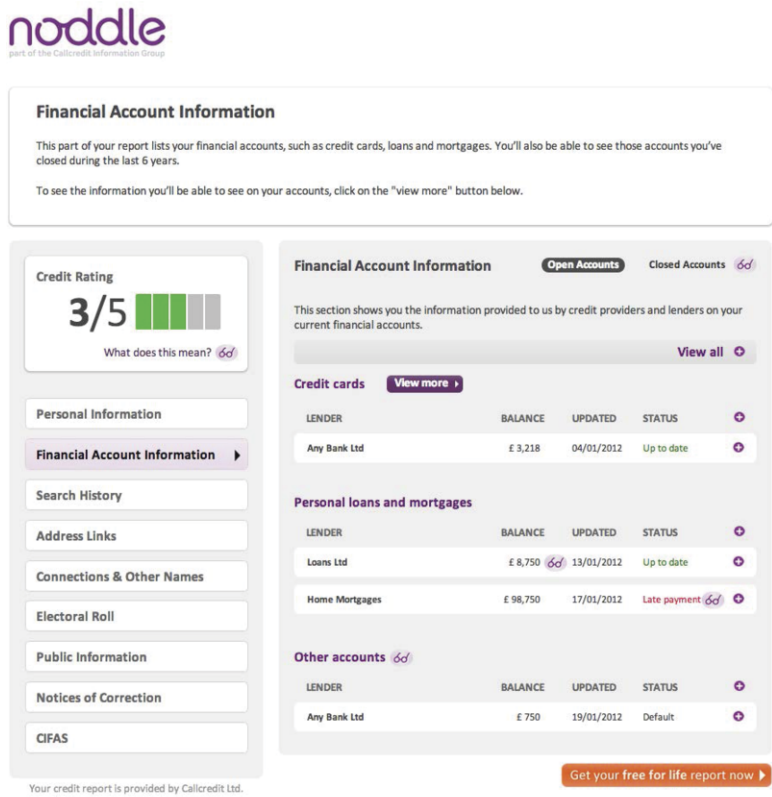 noddle
part of the Callcredit Information Group
Financial Account Information
This part of your report lists your financial accounts, such as credit cards, loans and mortgages. You'll also be able to see those accounts you've
closed during the last 6 years.
To see the information you'll be able to see on your accounts, click on the "view more" button below.
Credit Rating
3/5
What does this mean?
Personal Information
Financial Account Information
Search History
Address Links
Connections & Other Names
Electoral Roll
Public Information
Notices of Correction
CIFAS
Your credit report is provided by Callcredit Ltd.
Financial Account Information Open Accounts Closed Accounts
This section shows you the information provided to us by credit providers and lenders on your
current financial accounts.
View all
Credit cards View more
LENDER BALANCE UPDATED STATUS
Any Bank Ltd £ 3,218 04/01/2012 Up to date
Personal loans and mortgages
LENDER BALANCE UPDATED STATUS
Loans Ltd £ 8,750 13/01/2012 Up to date
Home Mortgages £ 98,750 17/01/2012 Late payment
Other accounts
LENDER BALANCE UPDATED STATUS
Any Bank Ltd £ 750 19/01/2012 Default
Get your free for life report now